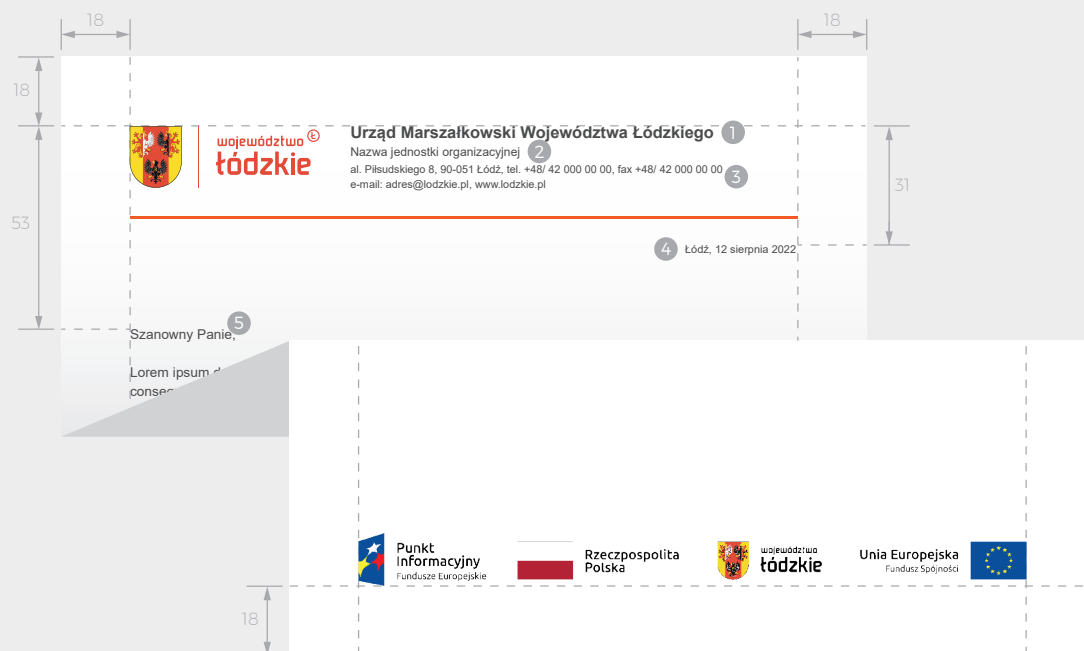 18
18
18
województwo Ł
łódzkie
Urząd Marszałkowski Województwa Łódzkiego 1
Nazwa jednostki organizacyjnej 2
al. Piłsudskiego 8, 90-051 Łódź, tel. +48/ 42 000 00 00, fax +48/ 42 000 00 00 3
e-mail: adres@lodzkie.pl, www.lodzkie.pl
31
53
4 Łódź, 12 sierpnia 2022
Szanowny Panie, 5
Lorem ipsum
Punkt
Informacyjny
Fundusze Europejskie
Rzeczpospolita
Polska
województwo
łódzkie
Unia Europejska
Fundusz Spójności
18